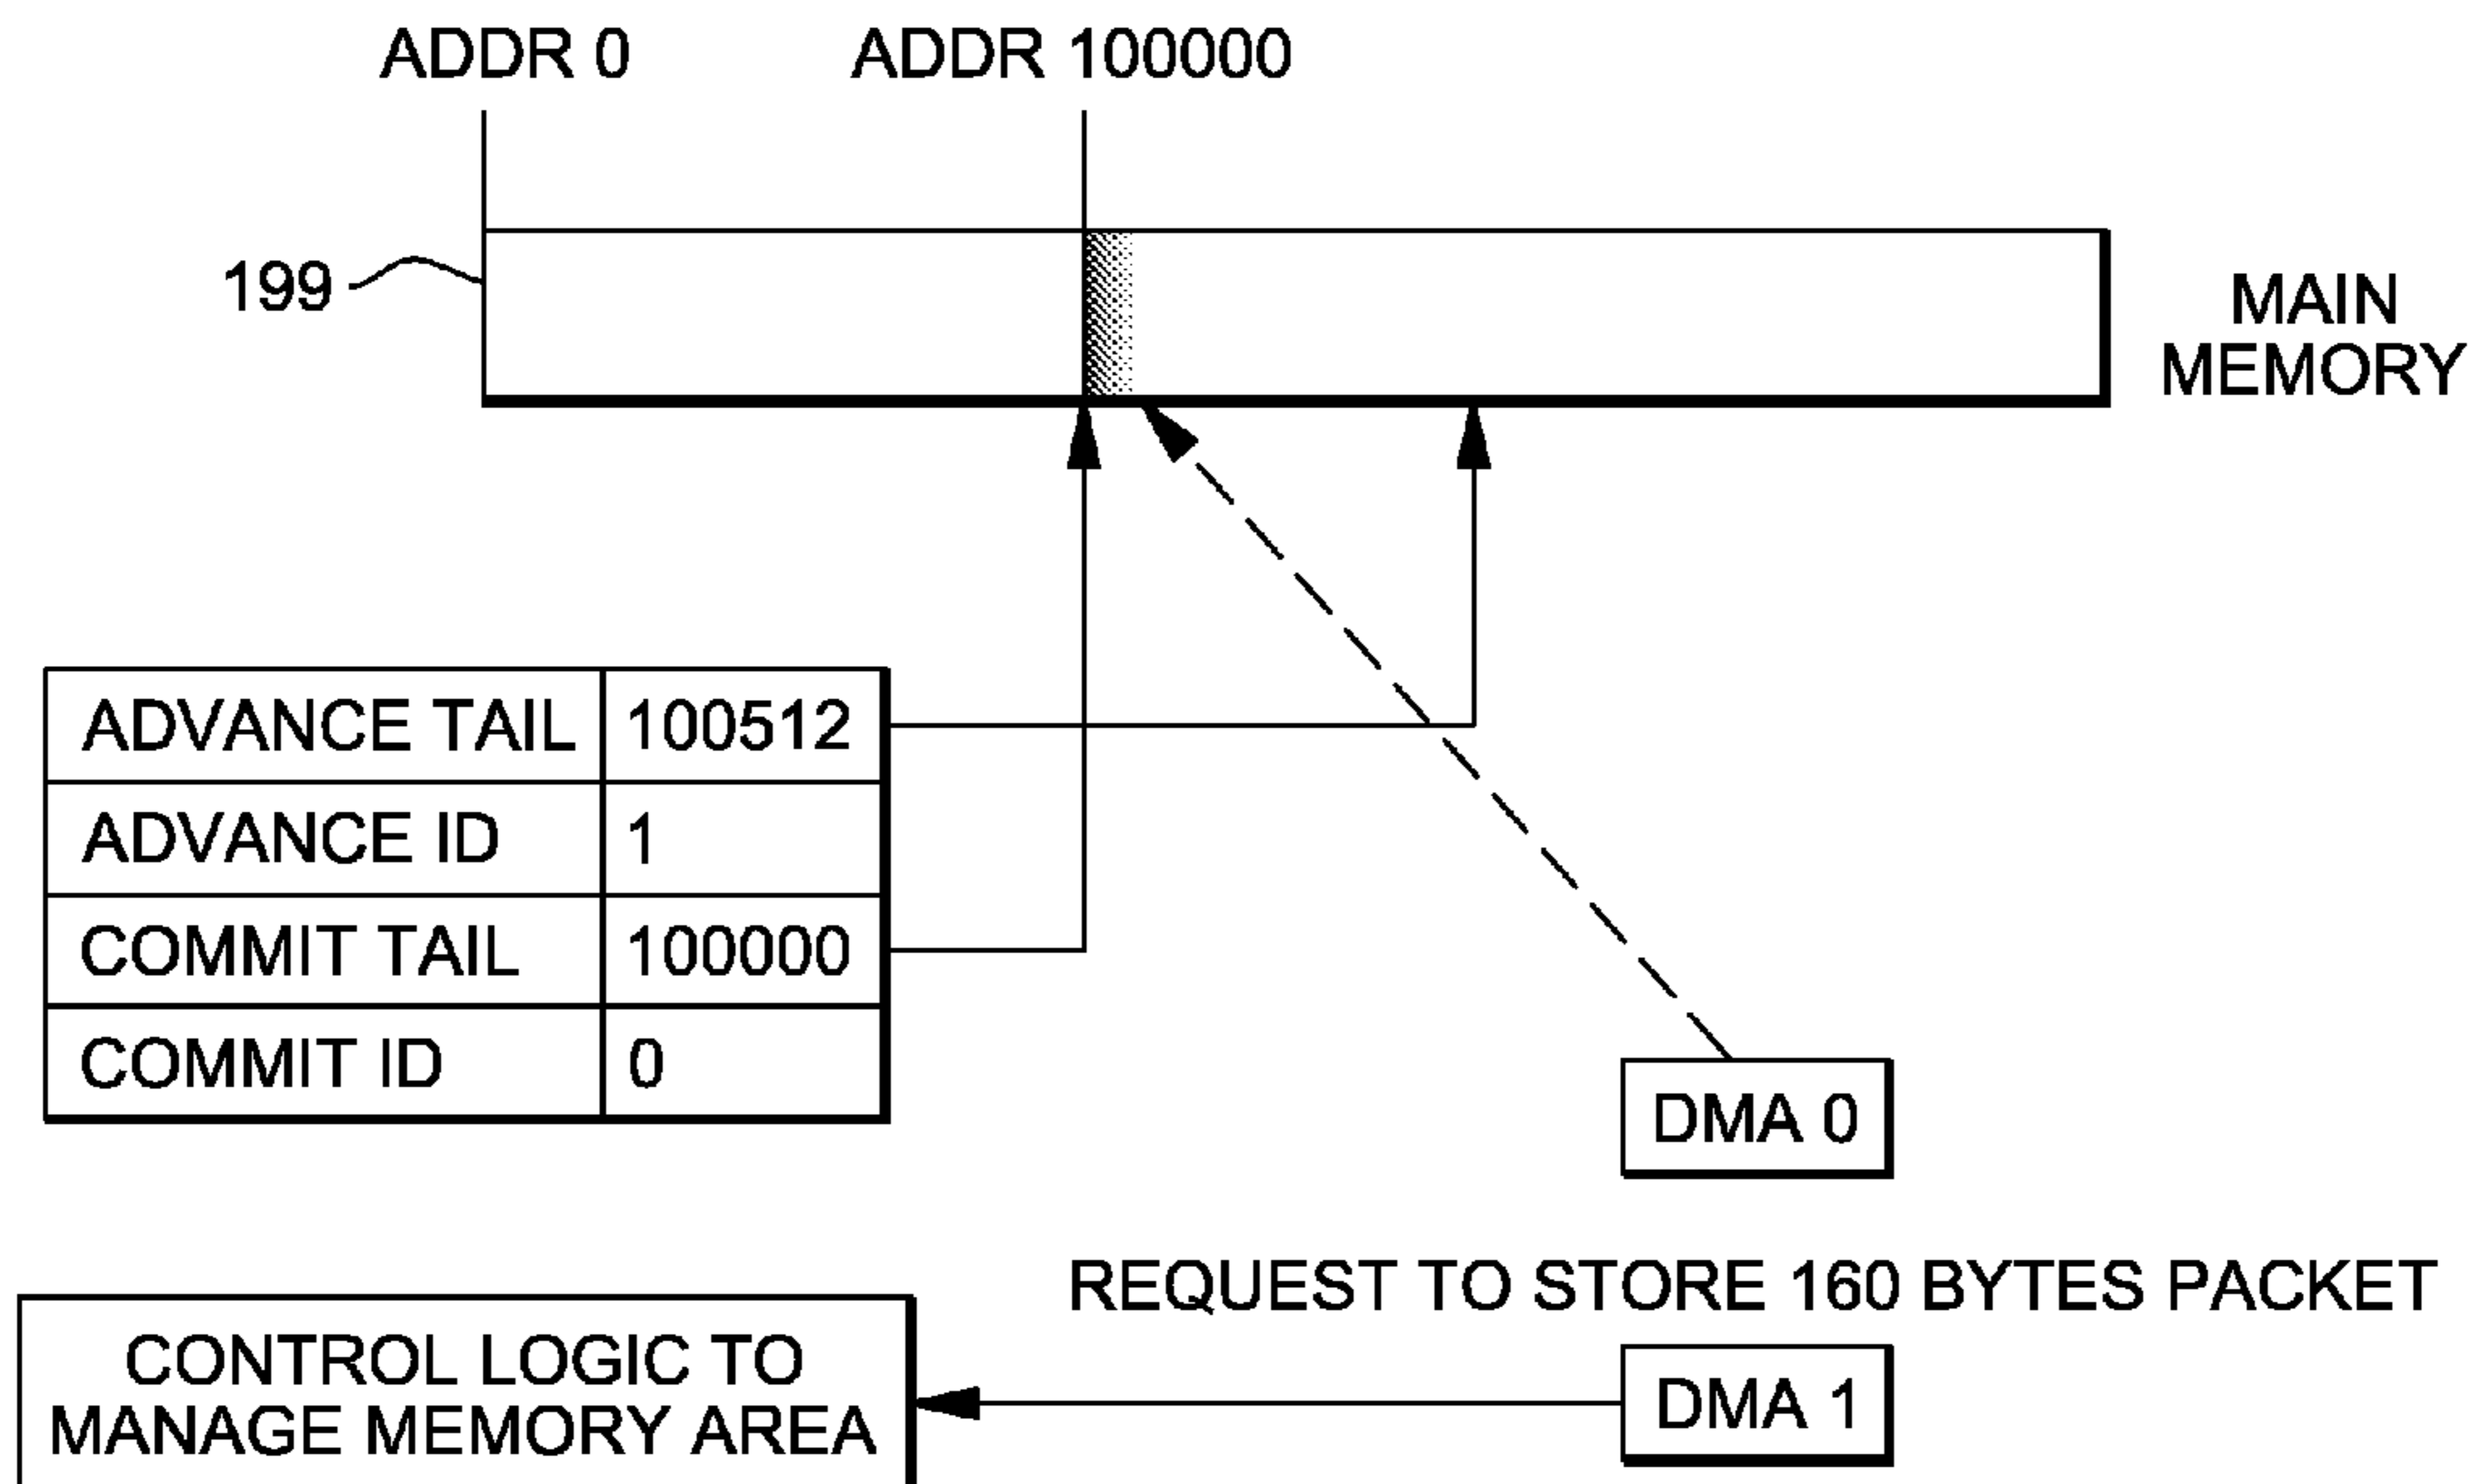 ADDR 0
ADDR 100000
199
MAIN
MEMORY
ADVANCE TAIL 100512
ADVANCE ID 1
COMMIT TAIL 100000
COMMIT ID 0
DMA 0
REQUEST TO STORE 160 BYTES PACKET
CONTROL LOGIC TO
MANAGE MEMORY AREA
DMA 1